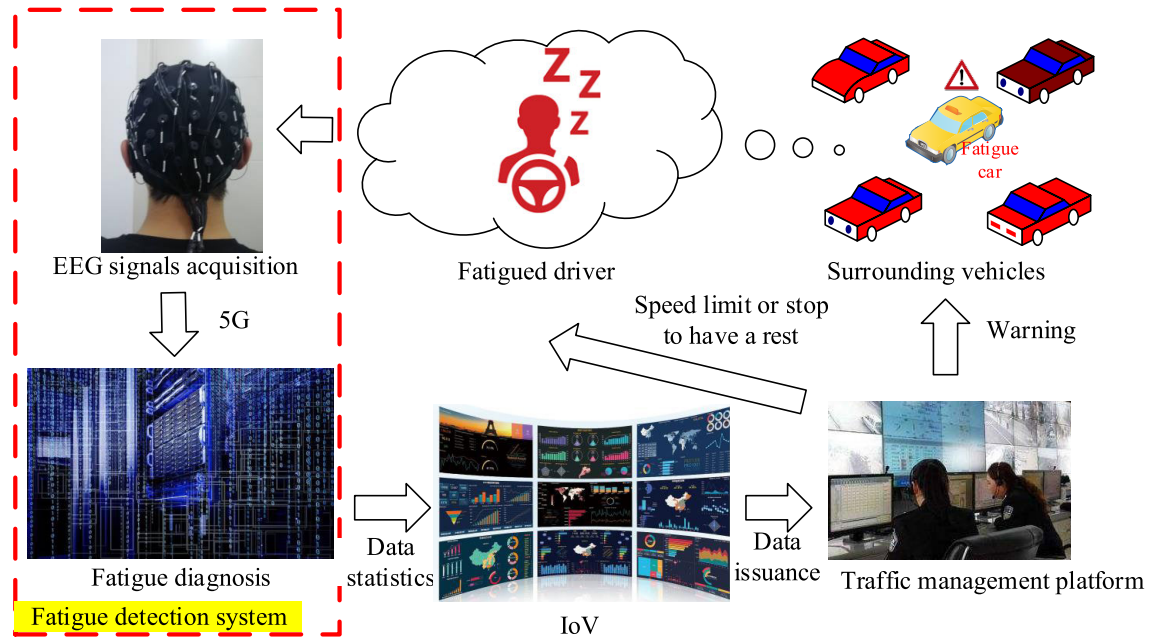 Z
Z
Z
!
Fatigue
car
EEG signals acquisition
Fatigued driver
Surrounding vehicles
5G
Speed limit or stop
to have a rest
Warning
Data
statistics
Data
issuance
Fatigue diagnosis
IoV
Traffic management platform
Fatigue detection system